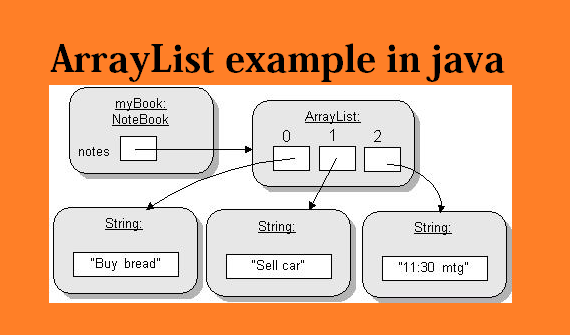 ArrayList example in java
myBook:
NoteBook
notes
ArrayList:
0 1 2
String:
"Buy bread"
String:
"Sell car"
String:
"11:30 mtg"